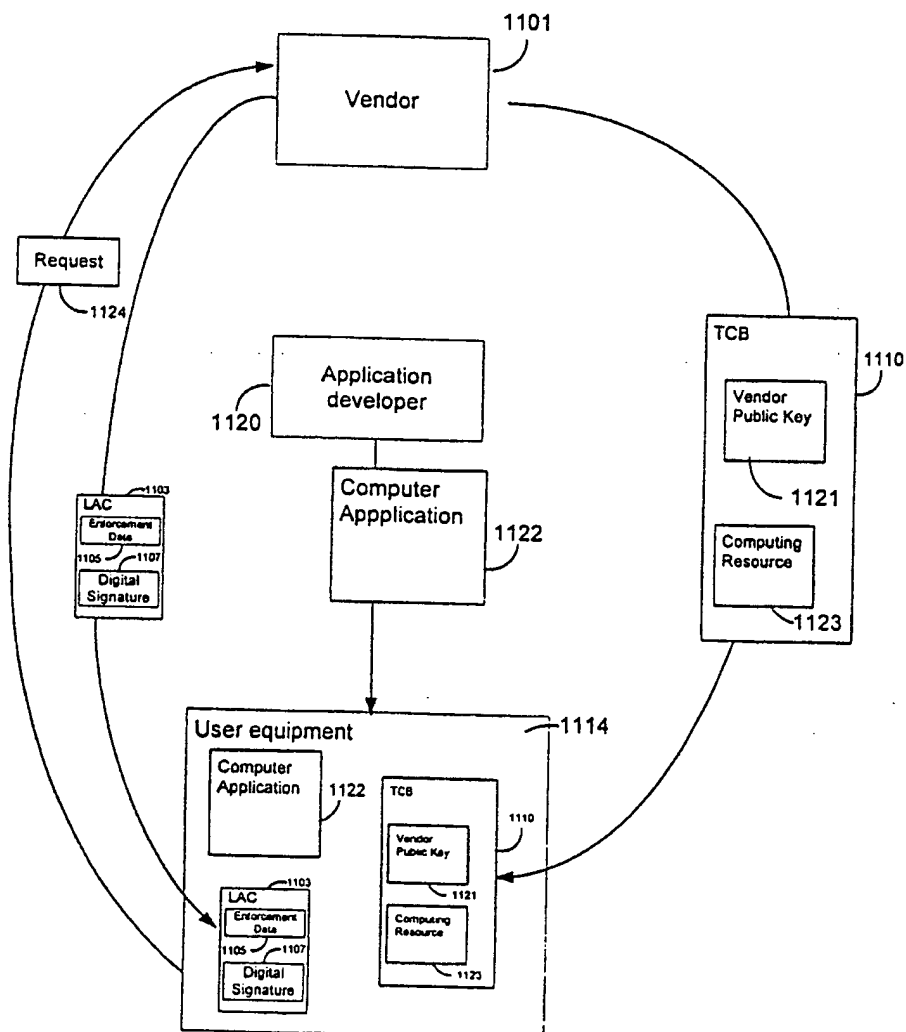 1101
Vendor
Request
1124
TCB
1110
Vendor
Public Key
1121
Computing
Resource
1123
Application
developer
1120
Computer
Appplication
1122
1103
LAC
Enforcement
Data
1105
1107
Digital
Signature
User equipment
1114
Computer
Application
1122
TCB
1110
Vendor
Public Key
1121
Computing
Resource
1123
1103
LAC
Enforcement
Data
1105
1107
Digital
Signature